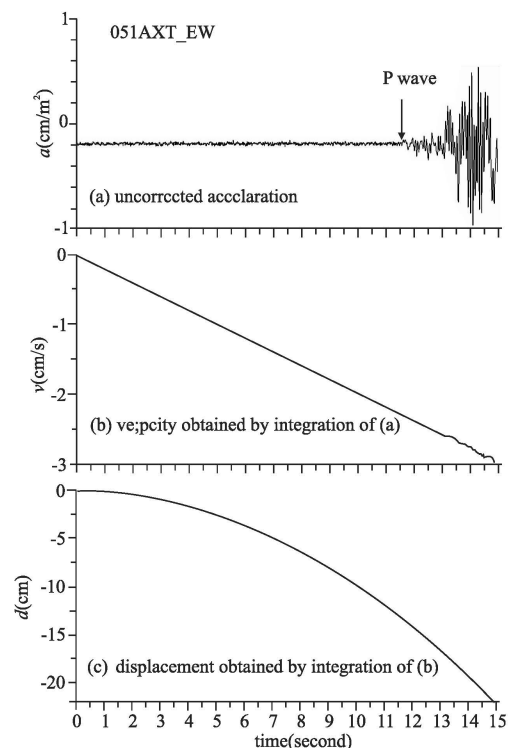 051AXT_EW
1
0
-1
a(cm/m²)
P wave
(a) uncorrccted accclaration
0
-1
-2
-3
v(cm/s)
(b) ve;pcity obtained by integration of (a)
0
-5
-10
-15
-20
d(cm)
(c) displacement obtained by integration of (b)
0 1 2 3 4 5 6 7 8 9 10 11 12 13 14 15
time(second)